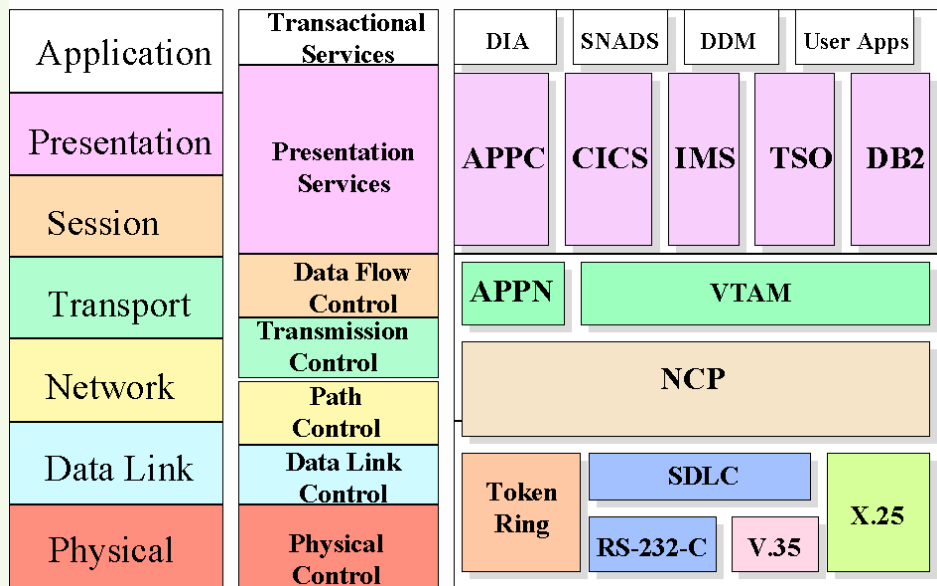 Application
Presentation
Session
Transport
Network
Data Link
Physical
Transactional
Services
Presentation
Services
Data Flow
Control
Transmission
Control
Path
Control
Data Link
Control
Physical
Control
DIA
SNADS
DDM
User Apps
APPC
CICS
IMS
TSO
DB2
APPN
VTAM
NCP
Token
Ring
SDLC
RS-232-C
V.35
X.25